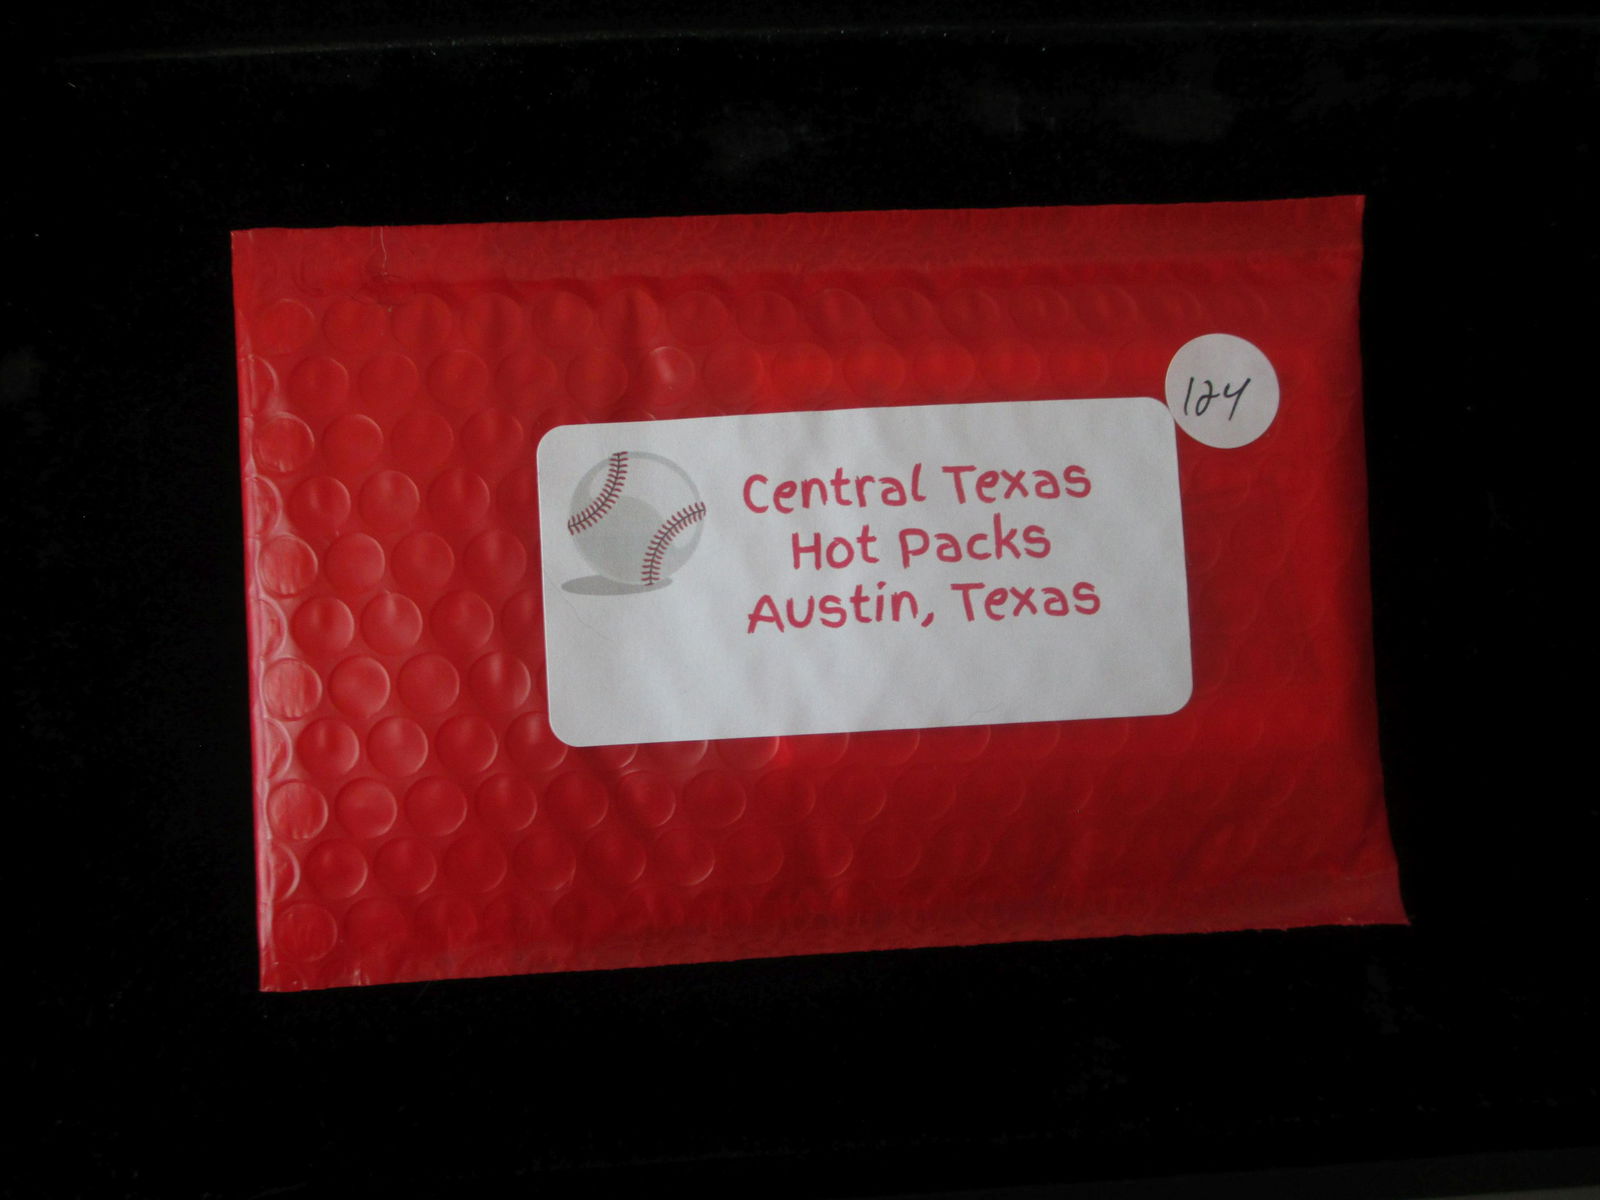 124
Central Texas
Hot Packs
Austin, Texas